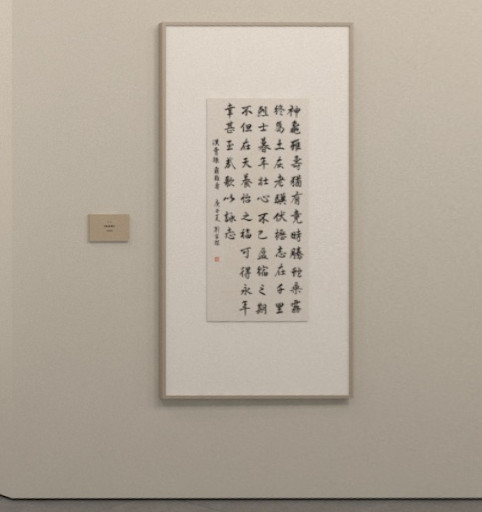 神龜雖壽猶有竟時騰蛇乘霧
終為土灰老驥伏櫪志在千里
烈士暮年壯心不已盈縮之期
不但在天養怡之福可得永年
幸甚至哉歌以詠志
漢曹操龜雖壽